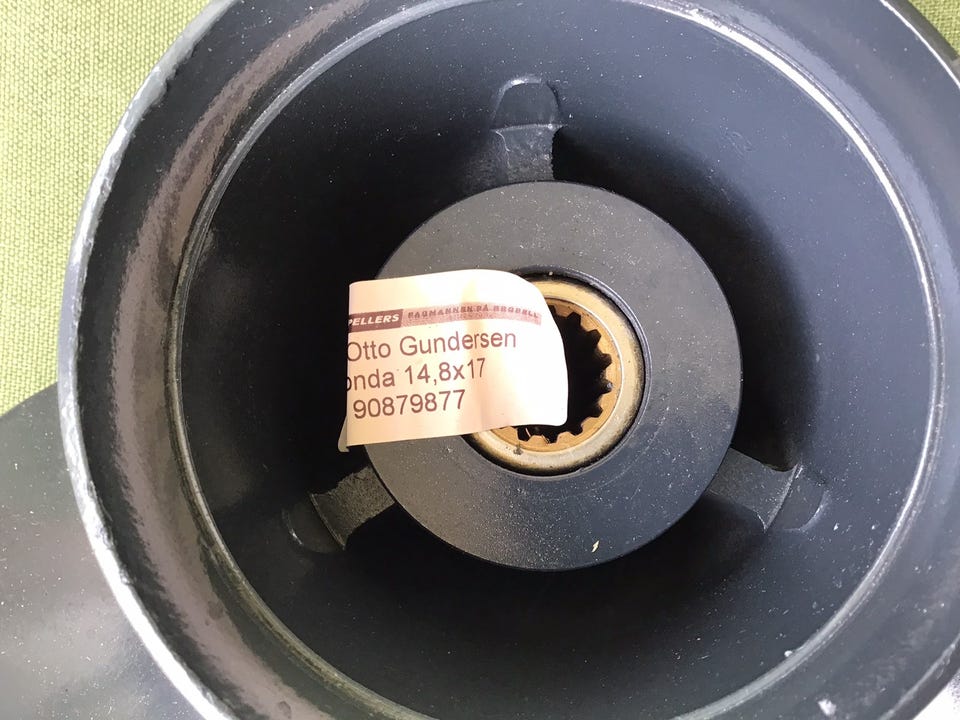 PELLERS FAGMANNEN PÅ PROPELL
Otto Gundersen
onda 14,8x17
90879877